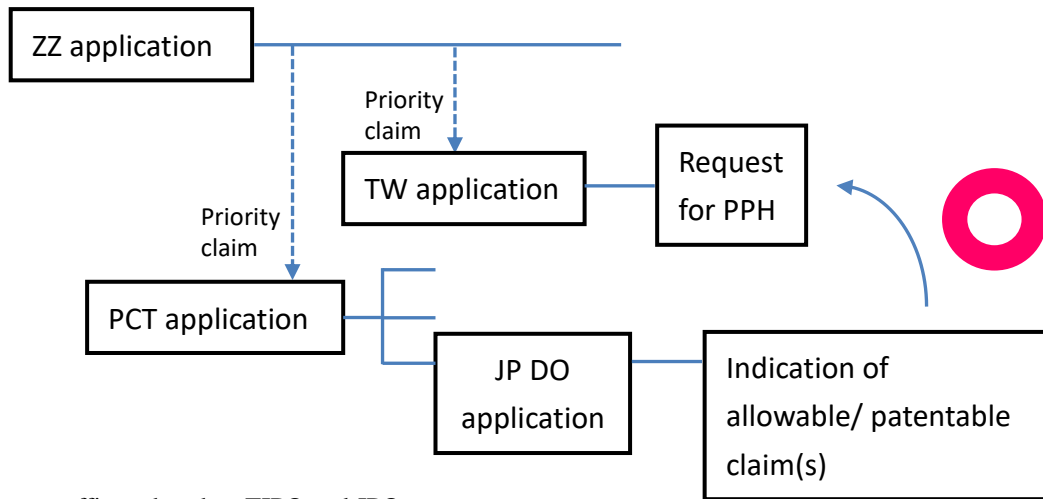 ZZ application
Priority
claim
TW application
Request
for PPH
Priority
claim
PCT application
JP DO
application
Indication of
allowable/ patentable
claim(s)